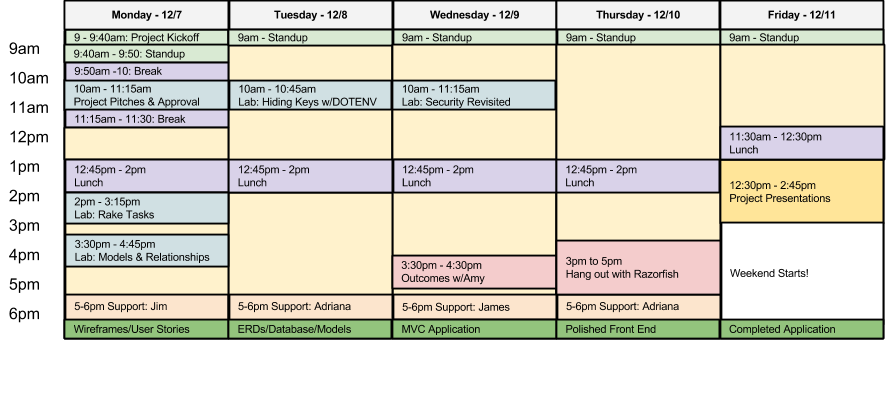 Monday - 12/7
Tuesday - 12/8
Wednesday - 12/9
Thursday - 12/10
Friday - 12/11
9 - 9:40am: Project Kickoff
9am - Standup
9am - Standup
9am - Standup
9am - Standup
9am
9:40am - 9:50: Standup
9:50am -10: Break
10am
10am - 11:15am
Project Pitches & Approval
10am - 10:45am
Lab: Hiding Keys w/DOTENV
10am - 11:15am
Lab: Security Revisited
11am
11:15am - 11:30: Break
12pm
11:30am - 12:30pm
Lunch
1pm
12:45pm - 2pm
Lunch
12:45pm - 2pm
Lunch
12:45pm - 2pm
Lunch
12:45pm - 2pm
Lunch
12:30pm - 2:45pm
Project Presentations
2pm
2pm - 3:15pm
Lab: Rake Tasks
3pm
3:30pm - 4:45pm
Lab: Models & Relationships
4pm
3:30pm - 4:30pm
Outcomes w/Amy
3pm to 5pm
Hang out with Razorfish
Weekend Starts!
5pm
5-6pm Support: Jim
5-6pm Support: Adriana
5-6pm Support: James
5-6pm Support: Adriana
6pm
Wireframes/User Stories
ERDs/Database/Models
MVC Application
Polished Front End
Completed Application